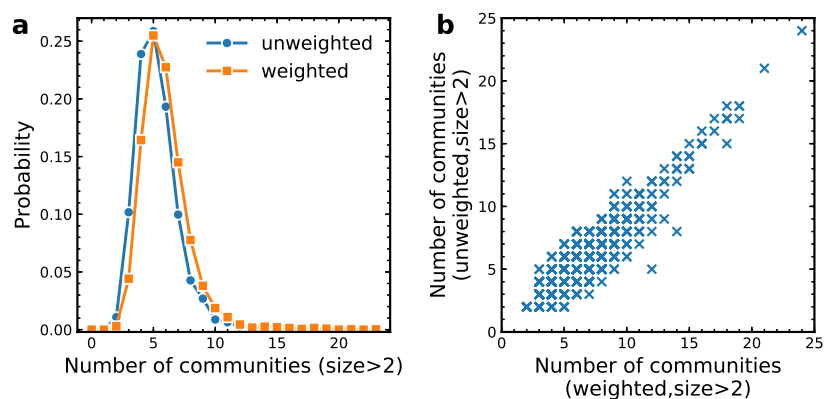 a
unweighted
weighted
Probability
0.25
0.20
0.15
0.10
0.05
0.00
0 5 10 15 20
Number of communities (size>2)
b
Number of communities
(unweighted,size>2)
25
20
15
10
5
0
0 5 10 15 20 25
Number of communities
(weighted,size>2)